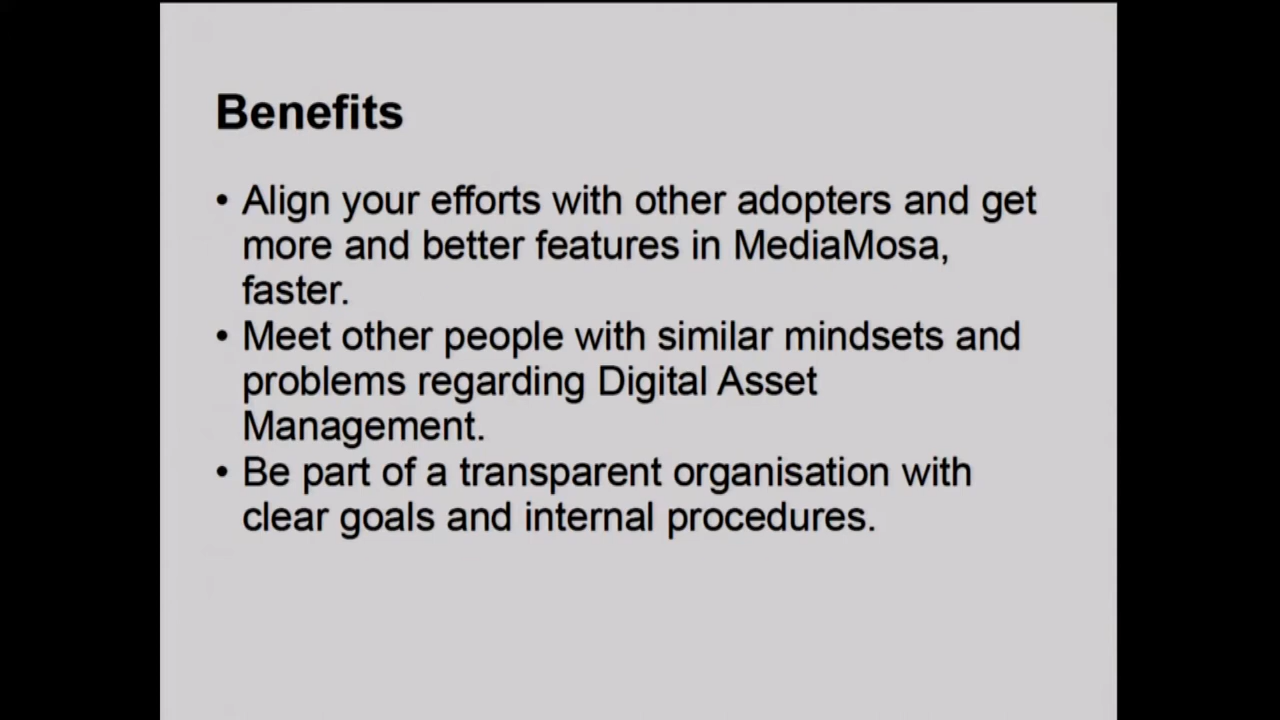 Benefits
• Align your efforts with other adopters and get
more and better features in MediaMosa,
faster.
• Meet other people with similar mindsets and
problems regarding Digital Asset
Management.
• Be part of a transparent organisation with
clear goals and internal procedures.